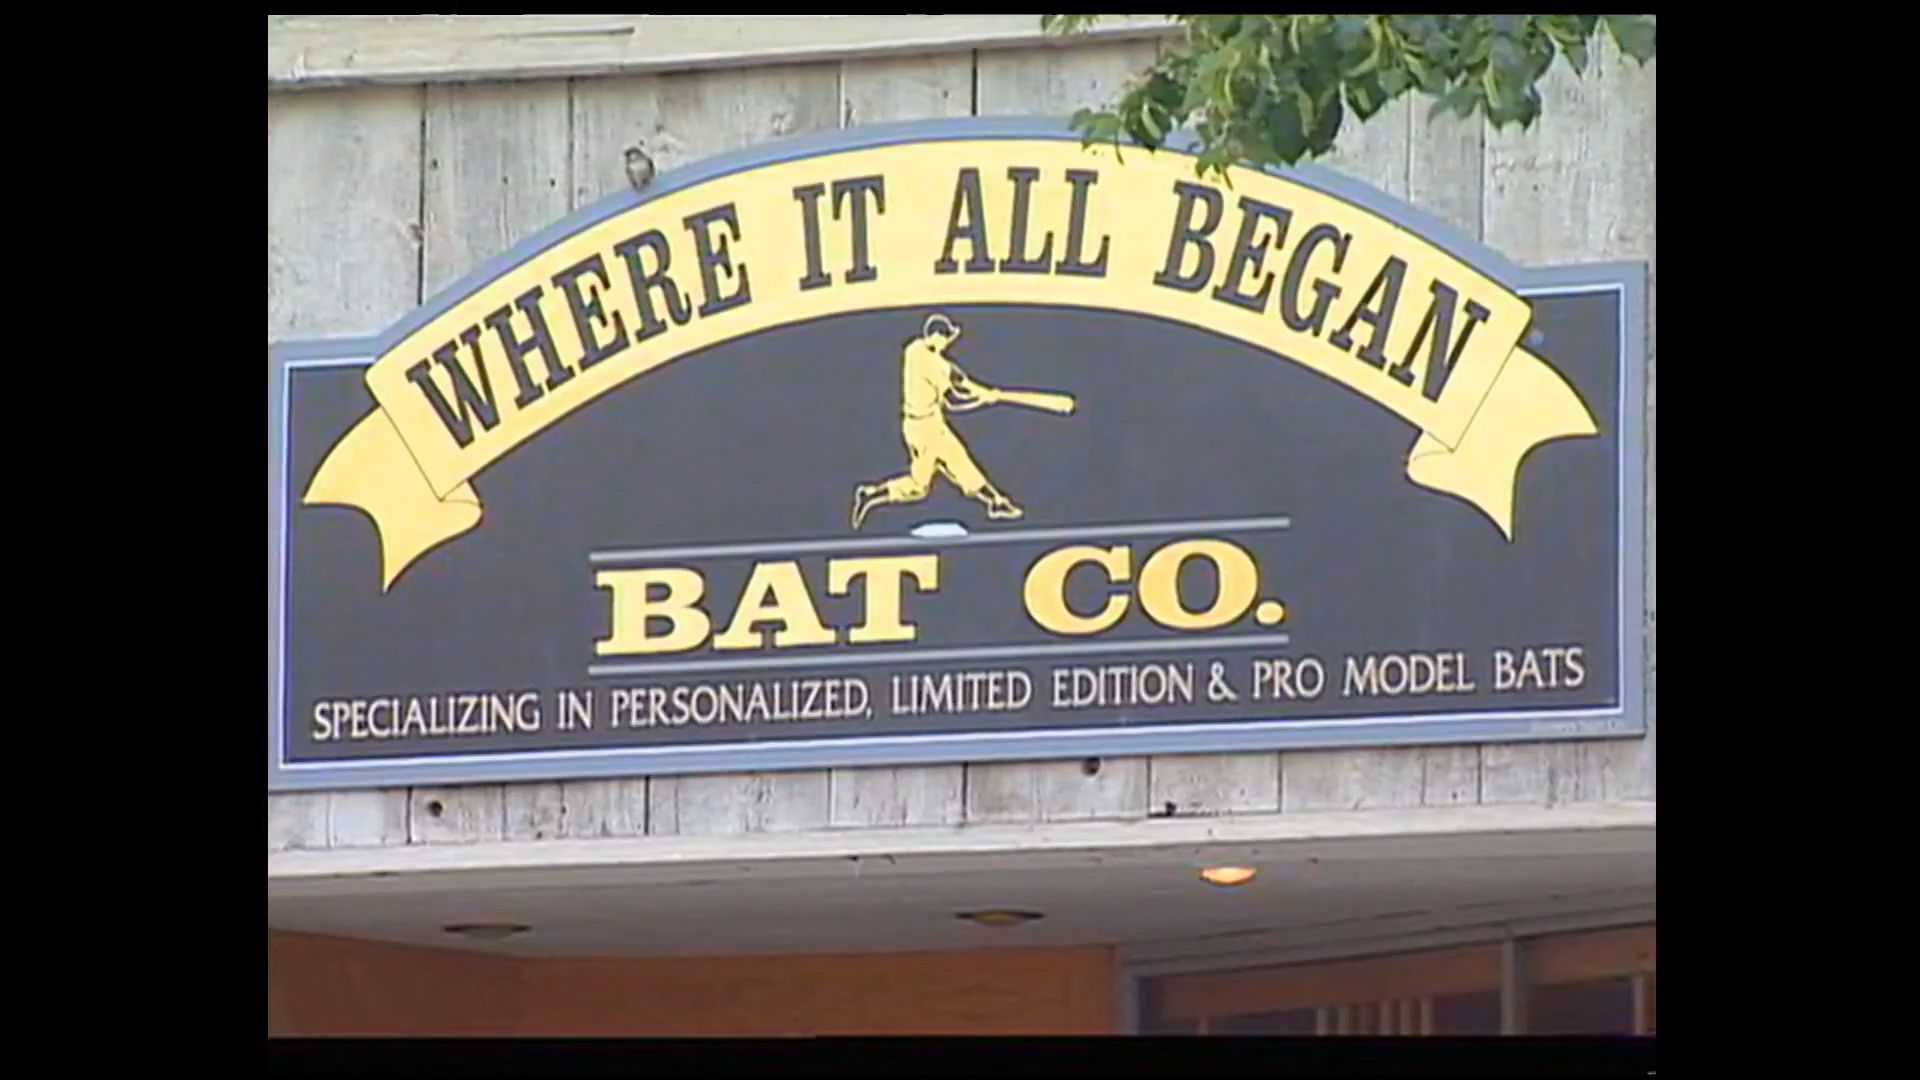 WHERE IT ALL BEGAN
BAT CO.
SPECIALIZING IN PERSONALIZED, LIMITED EDITION & PRO MODEL BATS